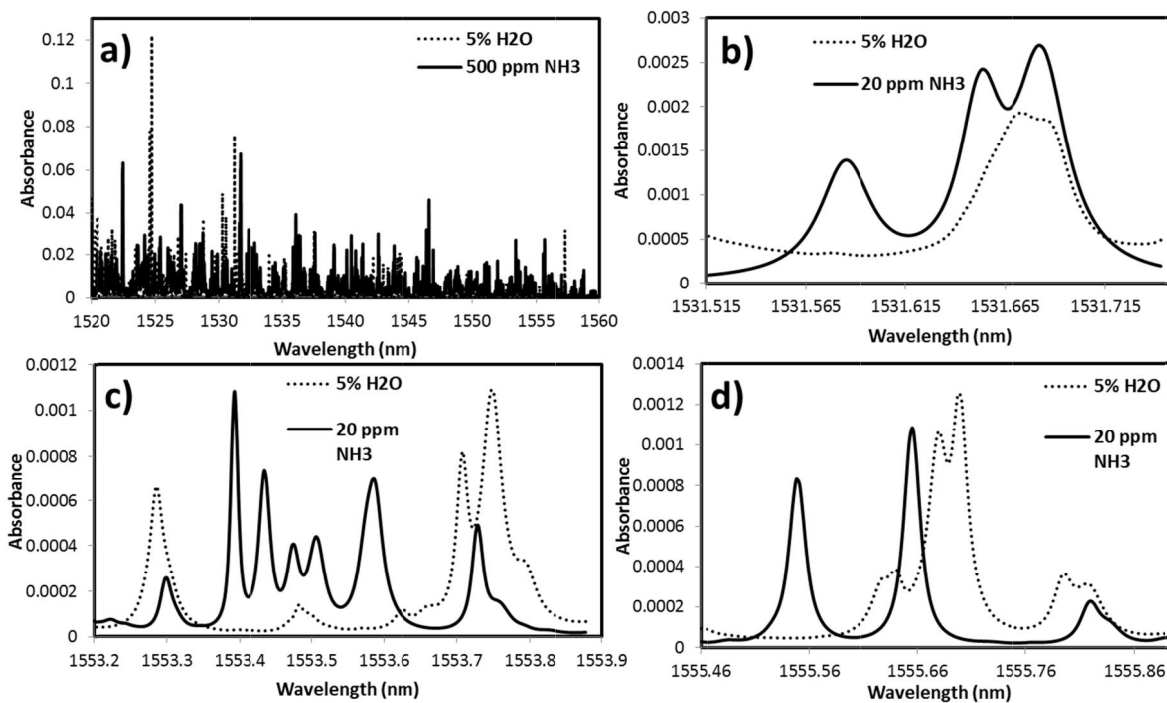 a)
5% H2O
500 ppm NH3
0.12
0.1
0.08
0.06
0.04
0.02
0
Absorbance
1520 1525 1530 1535 1540 1545 1550 1555 1560
Wavelength (nm)
b)
5% H2O
20 ppm NH3
0.003
0.0025
0.002
0.0015
0.001
0.0005
0
Absorbance
1531.515 1531.565 1531.615 1531.665 1531.715
Wavelength (nm)
c)
5% H2O
20 ppm
NH3
0.0012
0.001
0.0008
0.0006
0.0004
0.0002
0
Absorbance
1553.2 1553.3 1553.4 1553.5 1553.6 1553.7 1553.8 1553.9
Wavelength (nm)
d)
5% H2O
20 ppm
NH3
0.0014
0.0012
0.001
0.0008
0.0006
0.0004
0.0002
0
Absorbance
1555.46 1555.56 1555.66 1555.76 1555.86
Wavelength (nm)